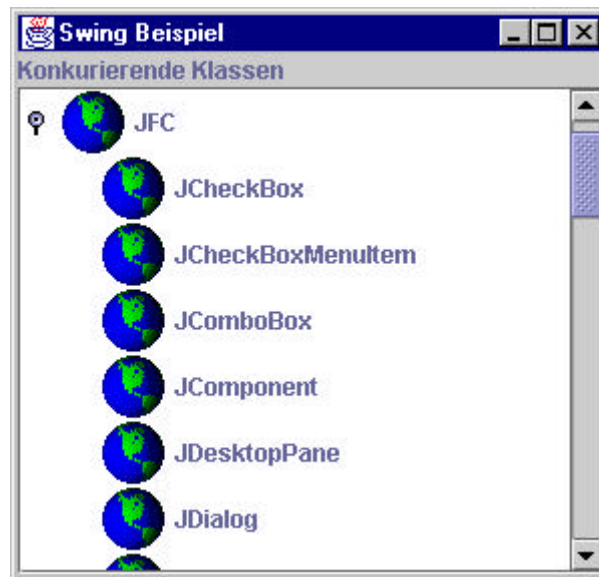 Swing Beispiel
Konkurierende Klassen
JFC
JCheckBox
JCheckBoxMenuItem
JComboBox
JComponent
JDesktopPane
JDialog